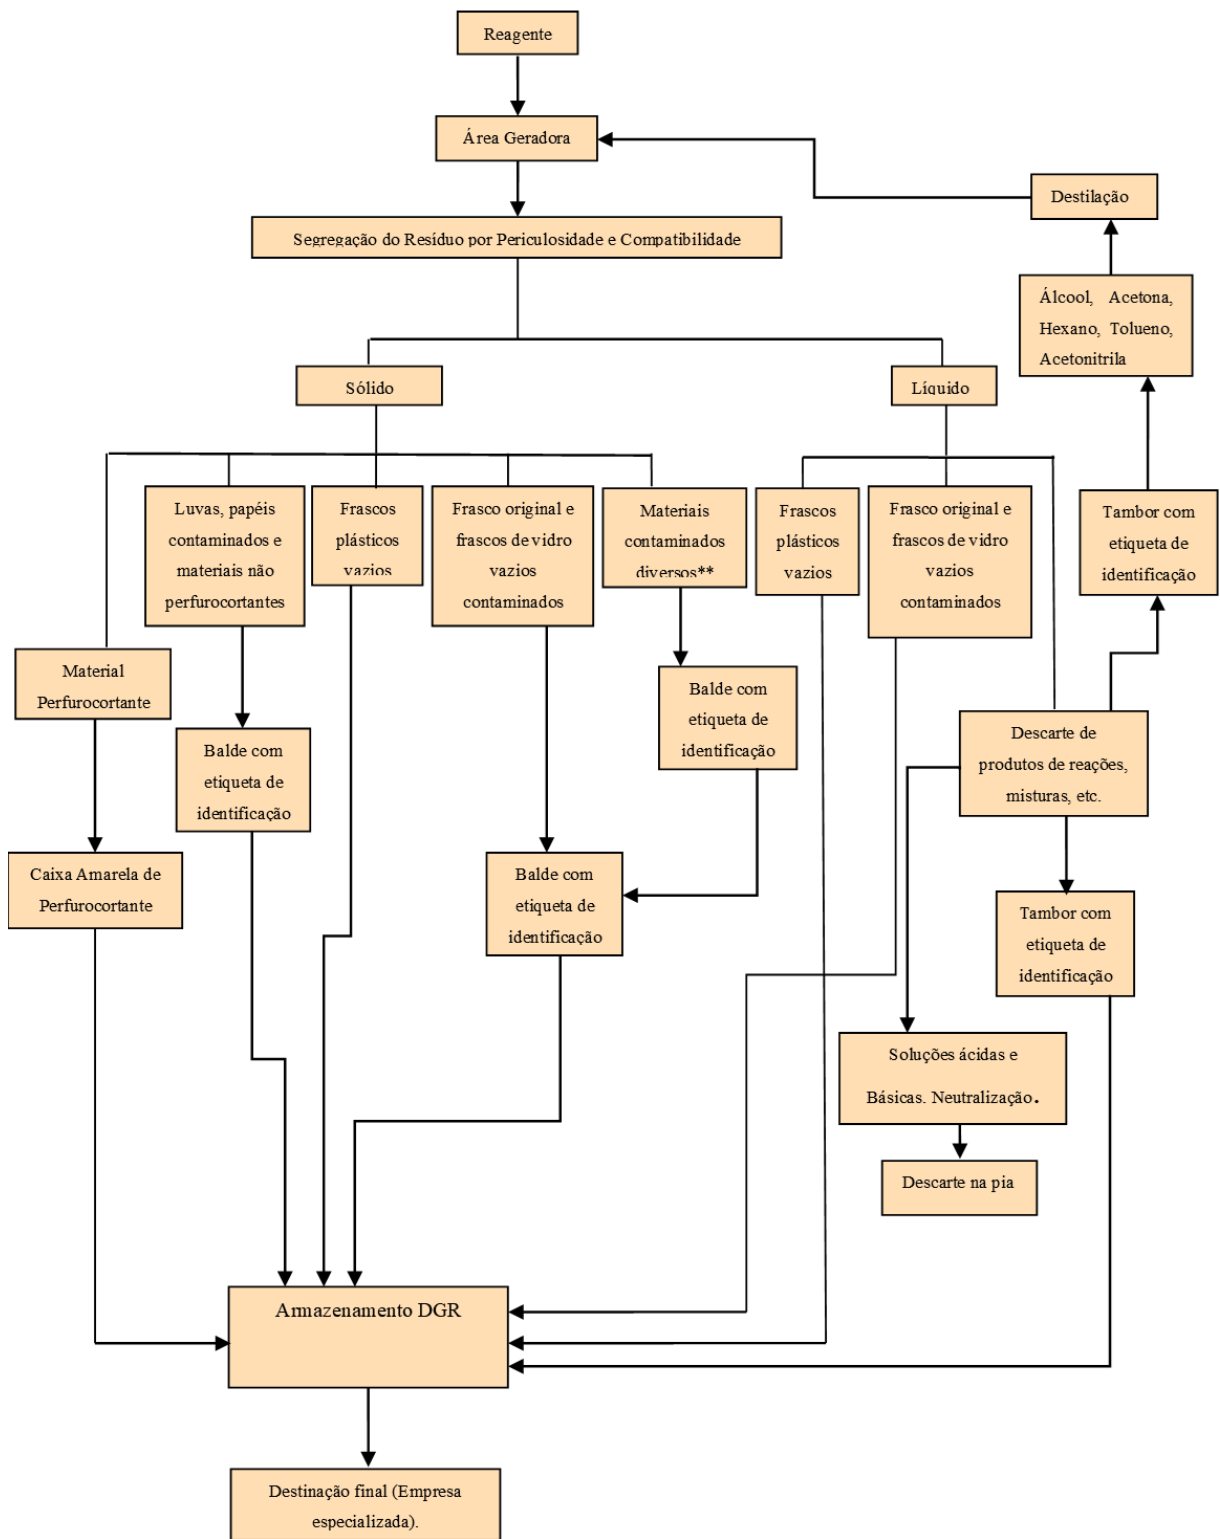 Reagente
Área Geradora
Destilação
Segregação do Resíduo por Periculosidade e Compatibilidade
Álcool, Acetona,
Hexano, Tolueno,
Acetonitrila
Sólido
Líquido
Luvas, papéis
contaminados e
materiais não
perfurocortantes
Frascos
plásticos
vazios
Frasco original e
frascos de vidro
vazios
contaminados
Materiais
contaminados
diversos**
Frascos
plásticos
vazios
Frasco original e
frascos de vidro
vazios
contaminados
Tambor com
etiqueta de
identificação
Material
Perfurocortante
Balde com
etiqueta de
identificação
Balde com
etiqueta de
identificação
Descarte de
produtos de reações,
misturas, etc.
Caixa Amarela de
Perfurocortante
Balde com
etiqueta de
identificação
Tambor com
etiqueta de
identificação
Soluções ácidas e
Básicas. Neutralização.
Descarte na pia
Armazenamento DGR
Destinação final (Empresa
especializada).